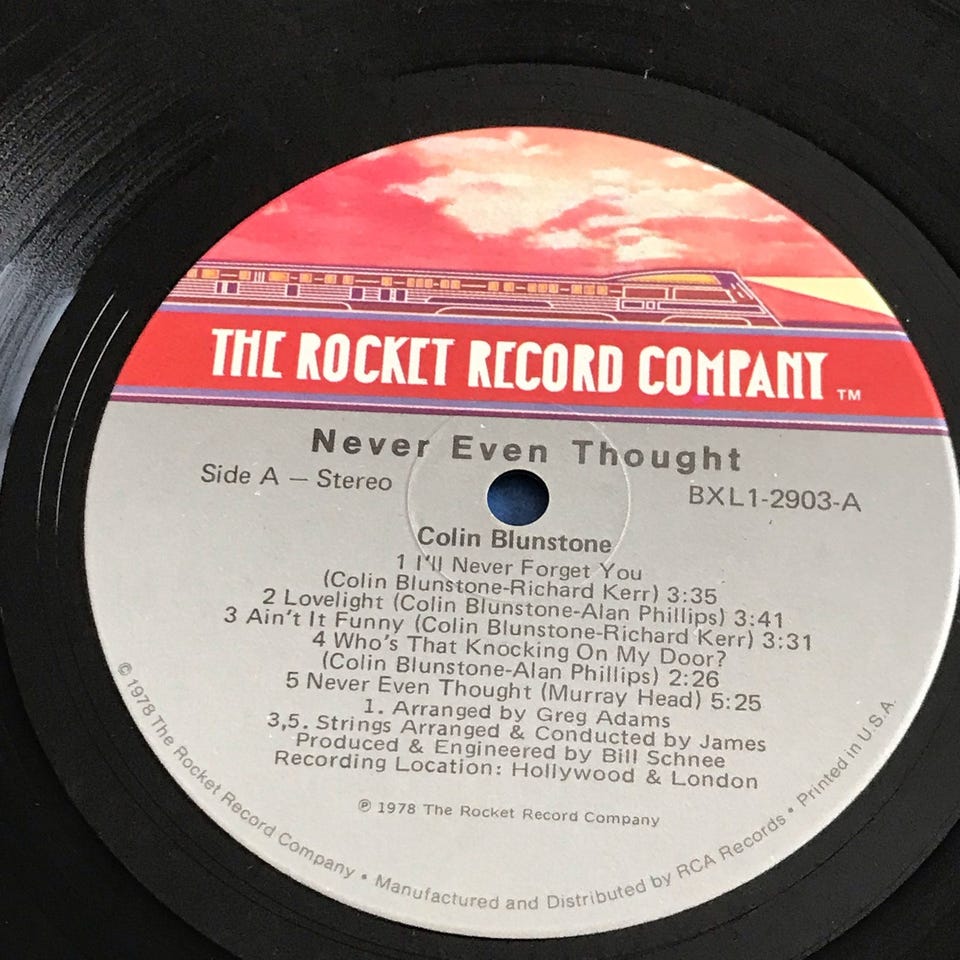 THE ROCKET RECORD COMPANY ™
Never Even Thought
Side A — Stereo
BXL1-2903-A
Colin Blunstone
1 I'll Never Forget You
(Colin Blunstone-Richard Kerr) 3:35
2 Lovelight (Colin Blunstone-Alan Phillips) 3:41
3 Ain't It Funny (Colin Blunstone-Richard Kerr) 3:31
4 Who's That Knocking On My Door?
(Colin Blunstone-Alan Phillips) 2:26
5 Never Even Thought (Murray Head) 5:25
1. Arranged by Greg Adams
3,5. Strings Arranged & Conducted by James
Produced & Engineered by Bill Schnee
Recording Location: Hollywood & London
℗ 1978 The Rocket Record Company
© 1978 The Rocket Record Company • Manufactured and Distributed by RCA Records • Printed in U.S.A.